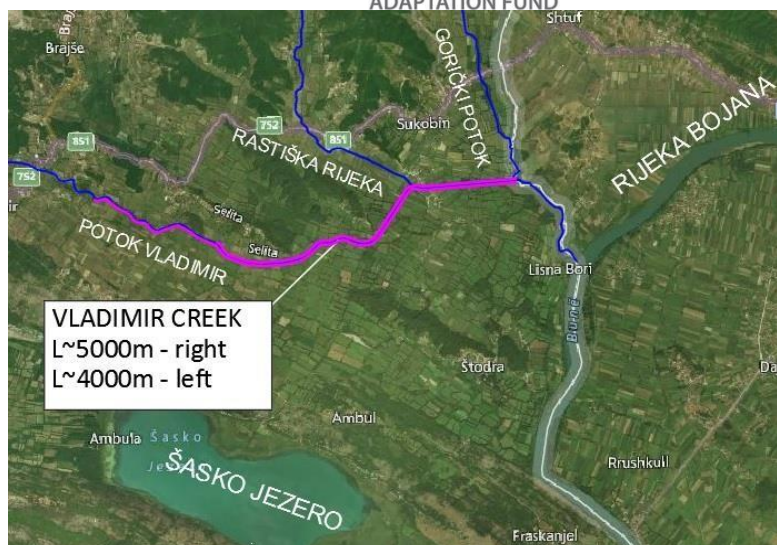 ADAPTATION FUND
Shtuf
Brajše
GORIČKI POTOK
752
851
Sukobin
851
RASTIŠKA RIJEKA
RIJEKA BOJANA
752
Selita
POTOK VLADIMIR
Selita
Lisna Bori
VLADIMIR CREEK
L~5000m - right
L~4000m - left
Bunë
Štodra
Ambul
Ambula
Šasko
ŠASKO JEZERO
Rrushkull
Fraskanjel